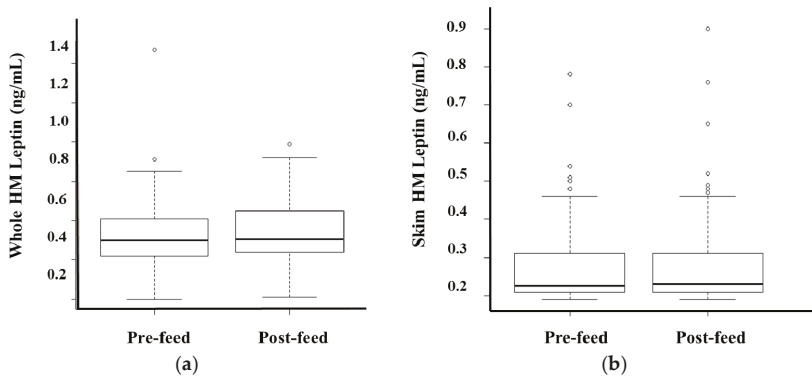 Whole HM Leptin (ng/mL)
1.4
1.2
1.0
0.8
0.6
0.4
0.2
Pre-feed Post-feed
(a)
Skim HM Leptin (ng/mL)
0.9
0.8
0.7
0.6
0.5
0.4
0.3
0.2
Pre-feed Post-feed
(b)